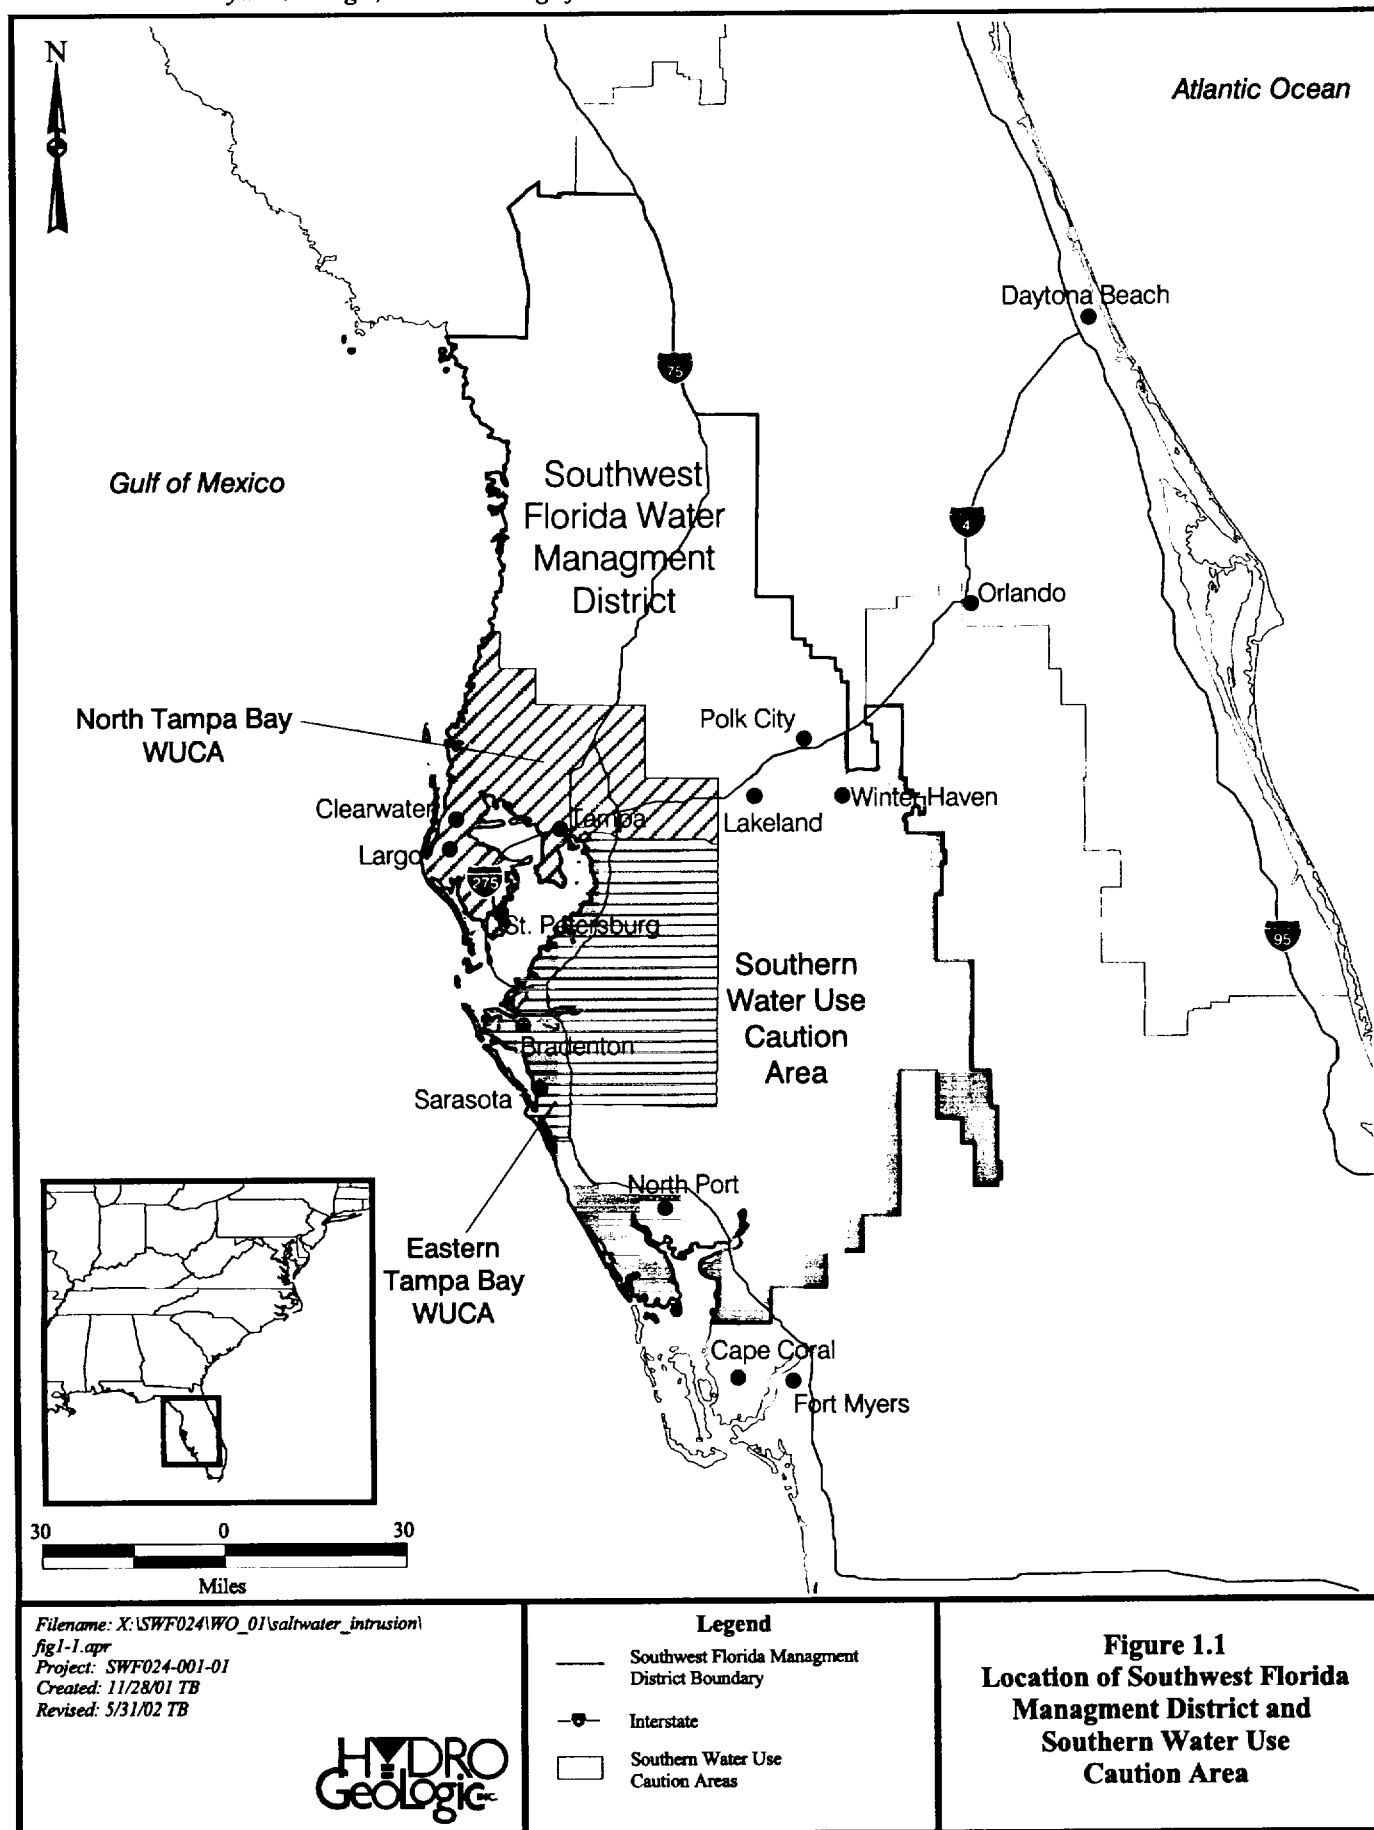 N
Atlantic Ocean
Daytona Beach
75
Gulf of Mexico
Southwest
Florida Water
Managment
District
4
Orlando
North Tampa Bay
WUCA
Polk City
Clearwater
Tampa
Lakeland
Winter Haven
Largo
275
St. Petersburg
95
Southern
Water Use
Caution
Area
Bradenton
Sarasota
North Port
Eastern
Tampa Bay
WUCA
Cape Coral
Fort Myers
30 0 30
Miles
Filename: X:\SWF024\WO_01\saltwater_intrusion\
fig1-1.apr
Project: SWF024-001-01
Created: 11/28/01 TB
Revised: 5/31/02 TB
HYDRO
GeoLogic INC.
Legend
Southwest Florida Managment
District Boundary
Interstate
Southern Water Use
Caution Areas
Figure 1.1
Location of Southwest Florida
Managment District and
Southern Water Use
Caution Area